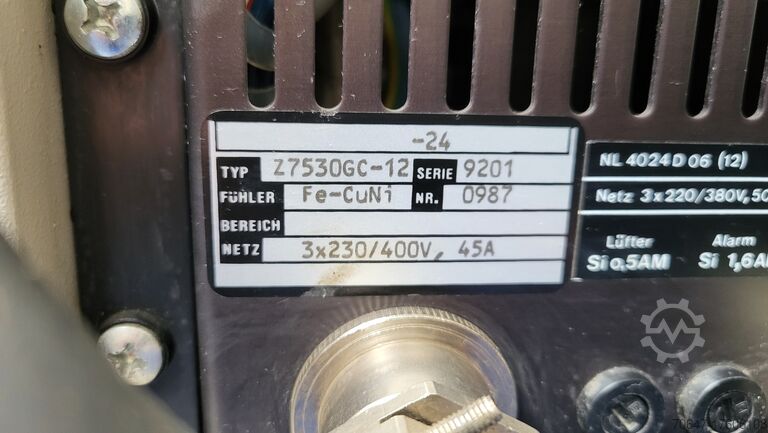 -24
TYP Z7530GC-12 SERIE 9201
FÜHLER Fe-CuNi NR. 0987
BEREICH
NETZ 3x230/400V, 45A
NL 4024 D 06 (12)
Netz 3x220/380V, 50
Lüfter Alarm
Si 0,5AM Si 1,6A